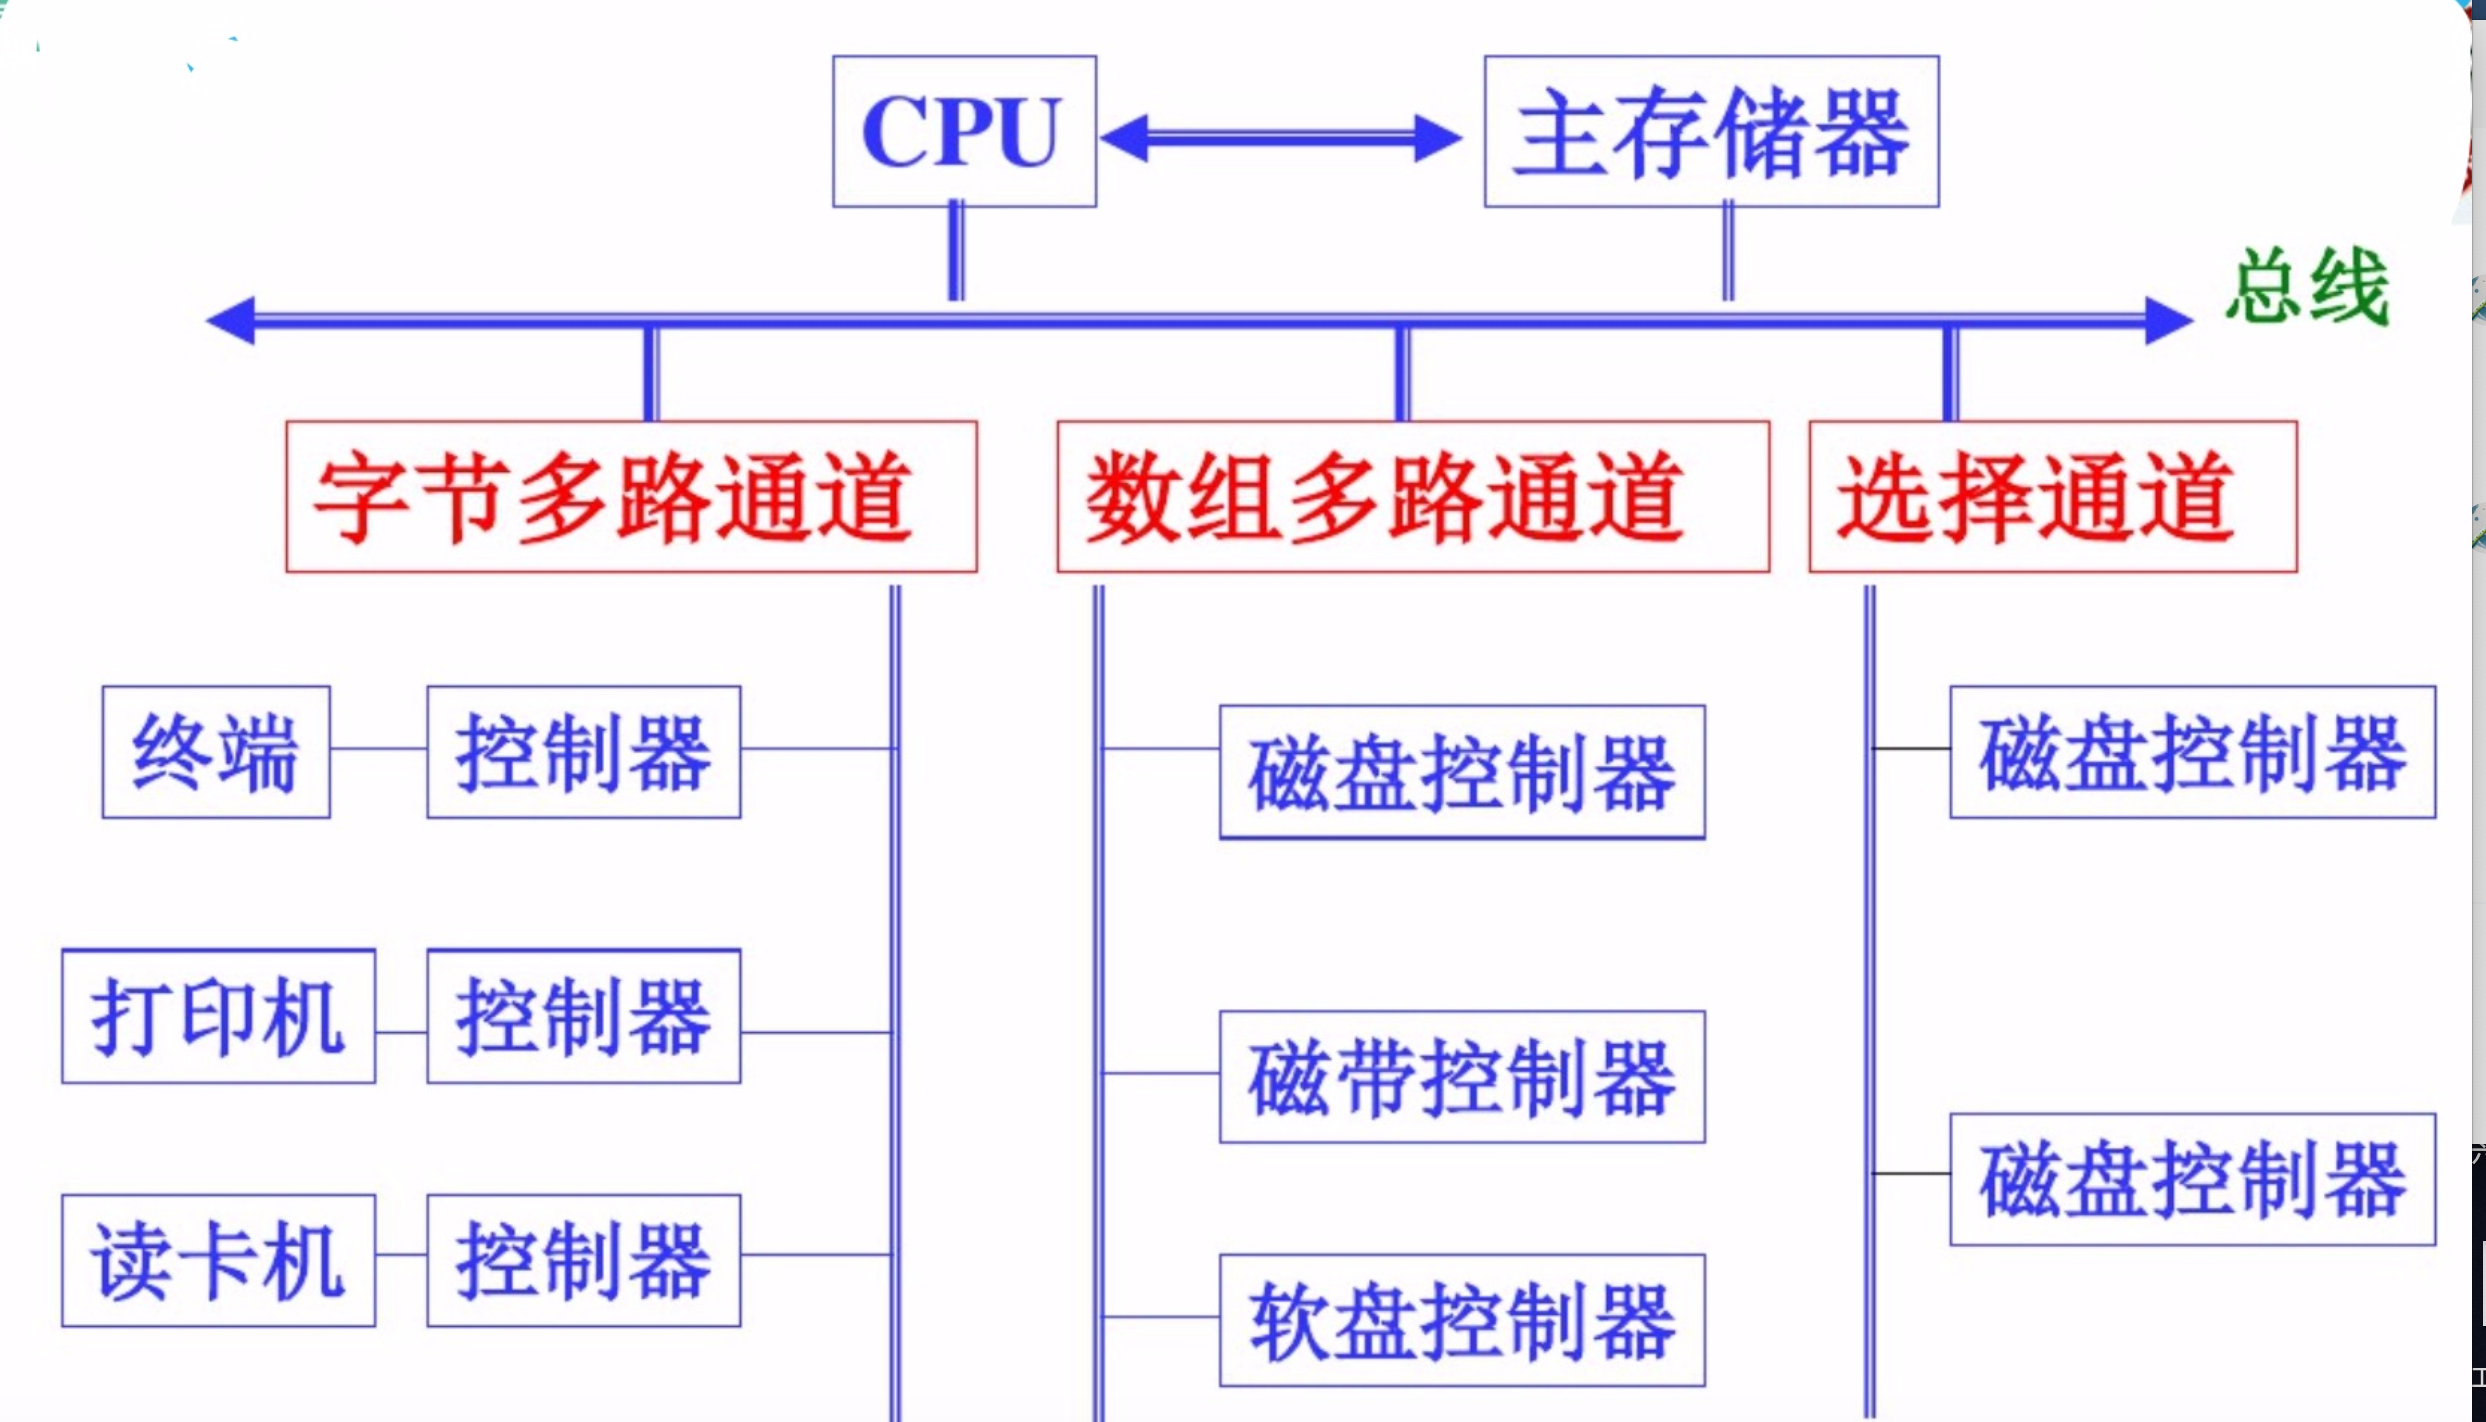 CPU
主存储器
总线
字节多路通道
数组多路通道
选择通道
终端
控制器
磁盘控制器
磁盘控制器
打印机
控制器
磁带控制器
磁盘控制器
读卡机
控制器
软盘控制器